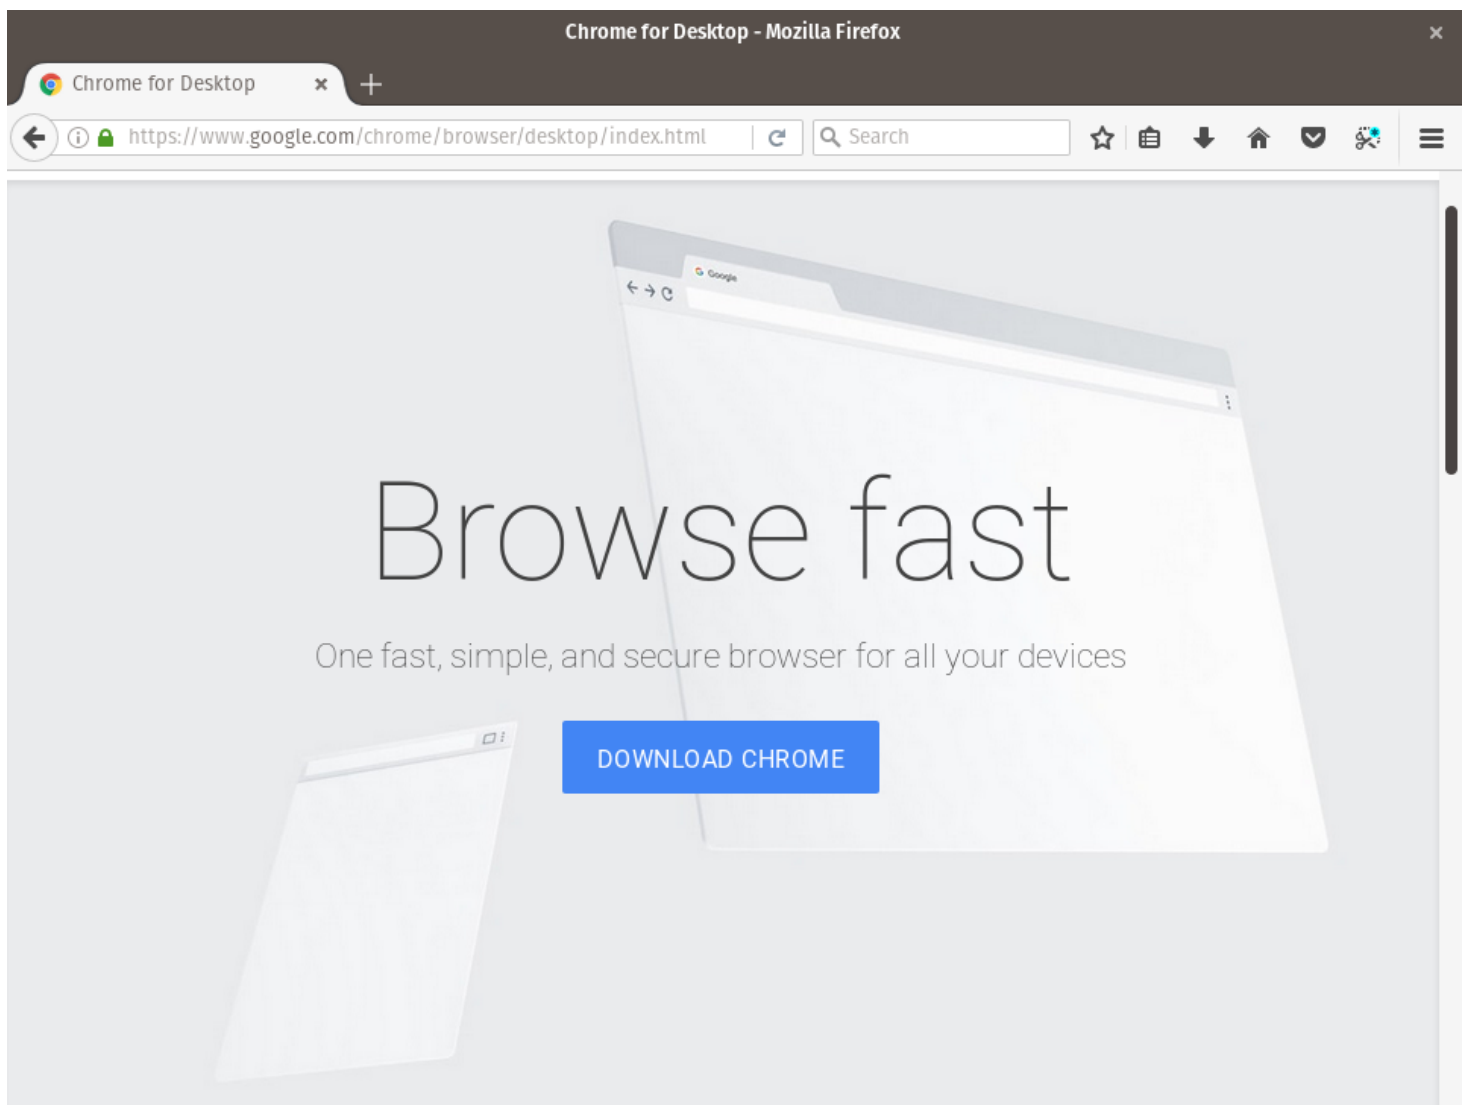 Chrome for Desktop - Mozilla Firefox
Chrome for Desktop
https://www.google.com/chrome/browser/desktop/index.html
Search
Google
Browse fast
One fast, simple, and secure browser for all your devices
DOWNLOAD CHROME